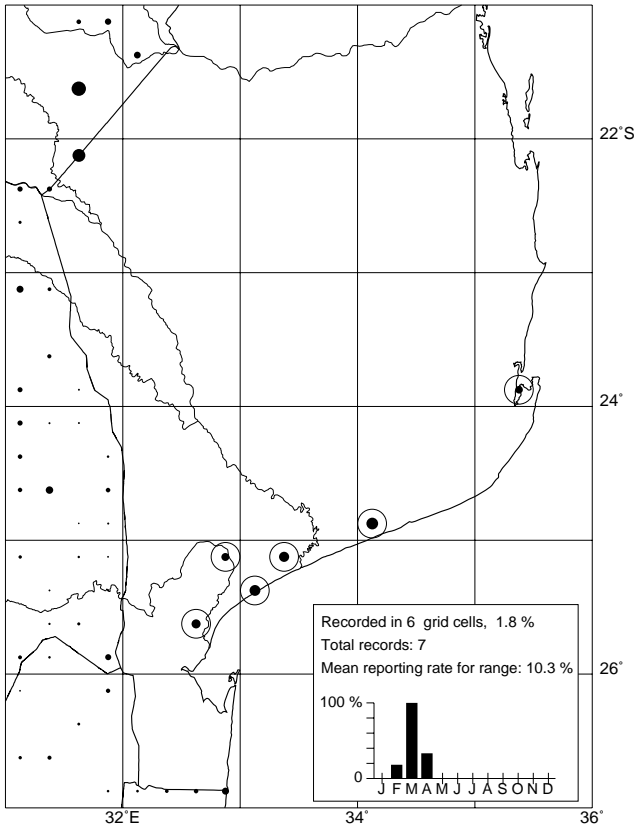 22°S
24°
26°
Recorded in 6 grid cells, 1.8 %
Total records: 7
Mean reporting rate for range: 10.3 %
100 %
0
J F M A M J J A S O N D
32°E 34° 36°